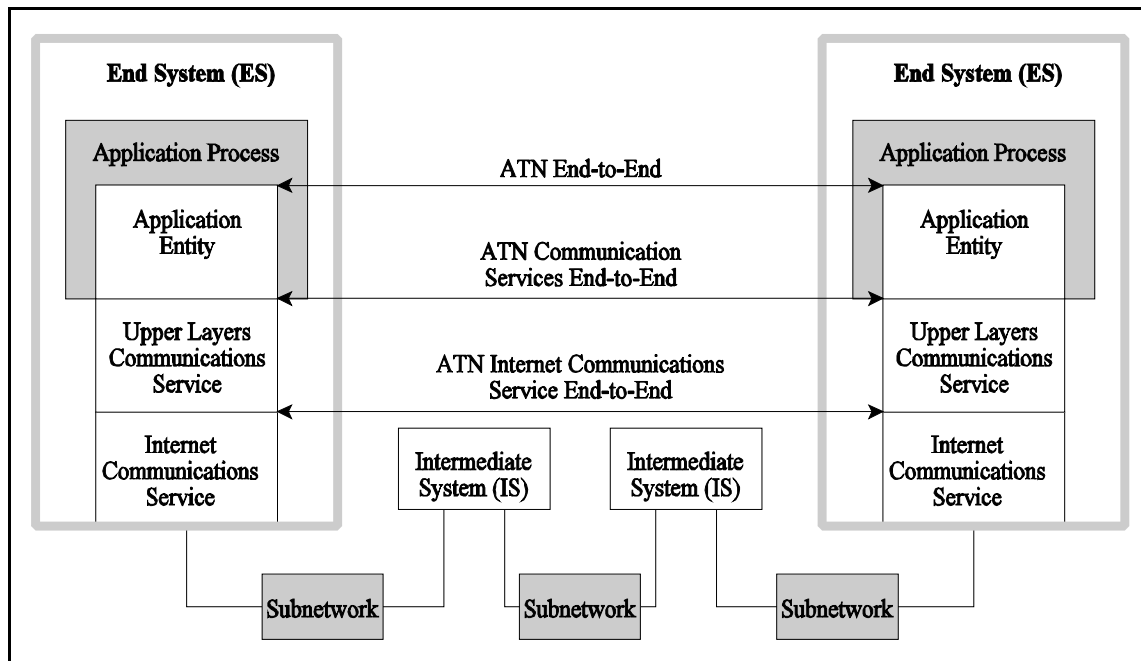 End System (ES)
End System (ES)
Application Process
Application Process
ATN End-to-End
Application
Entity
Application
Entity
ATN Communication
Services End-to-End
Upper Layers
Communications
Service
Upper Layers
Communications
Service
ATN Internet Communications
Service End-to-End
Internet
Communications
Service
Intermediate
System (IS)
Intermediate
System (IS)
Internet
Communications
Service
Subnetwork
Subnetwork
Subnetwork